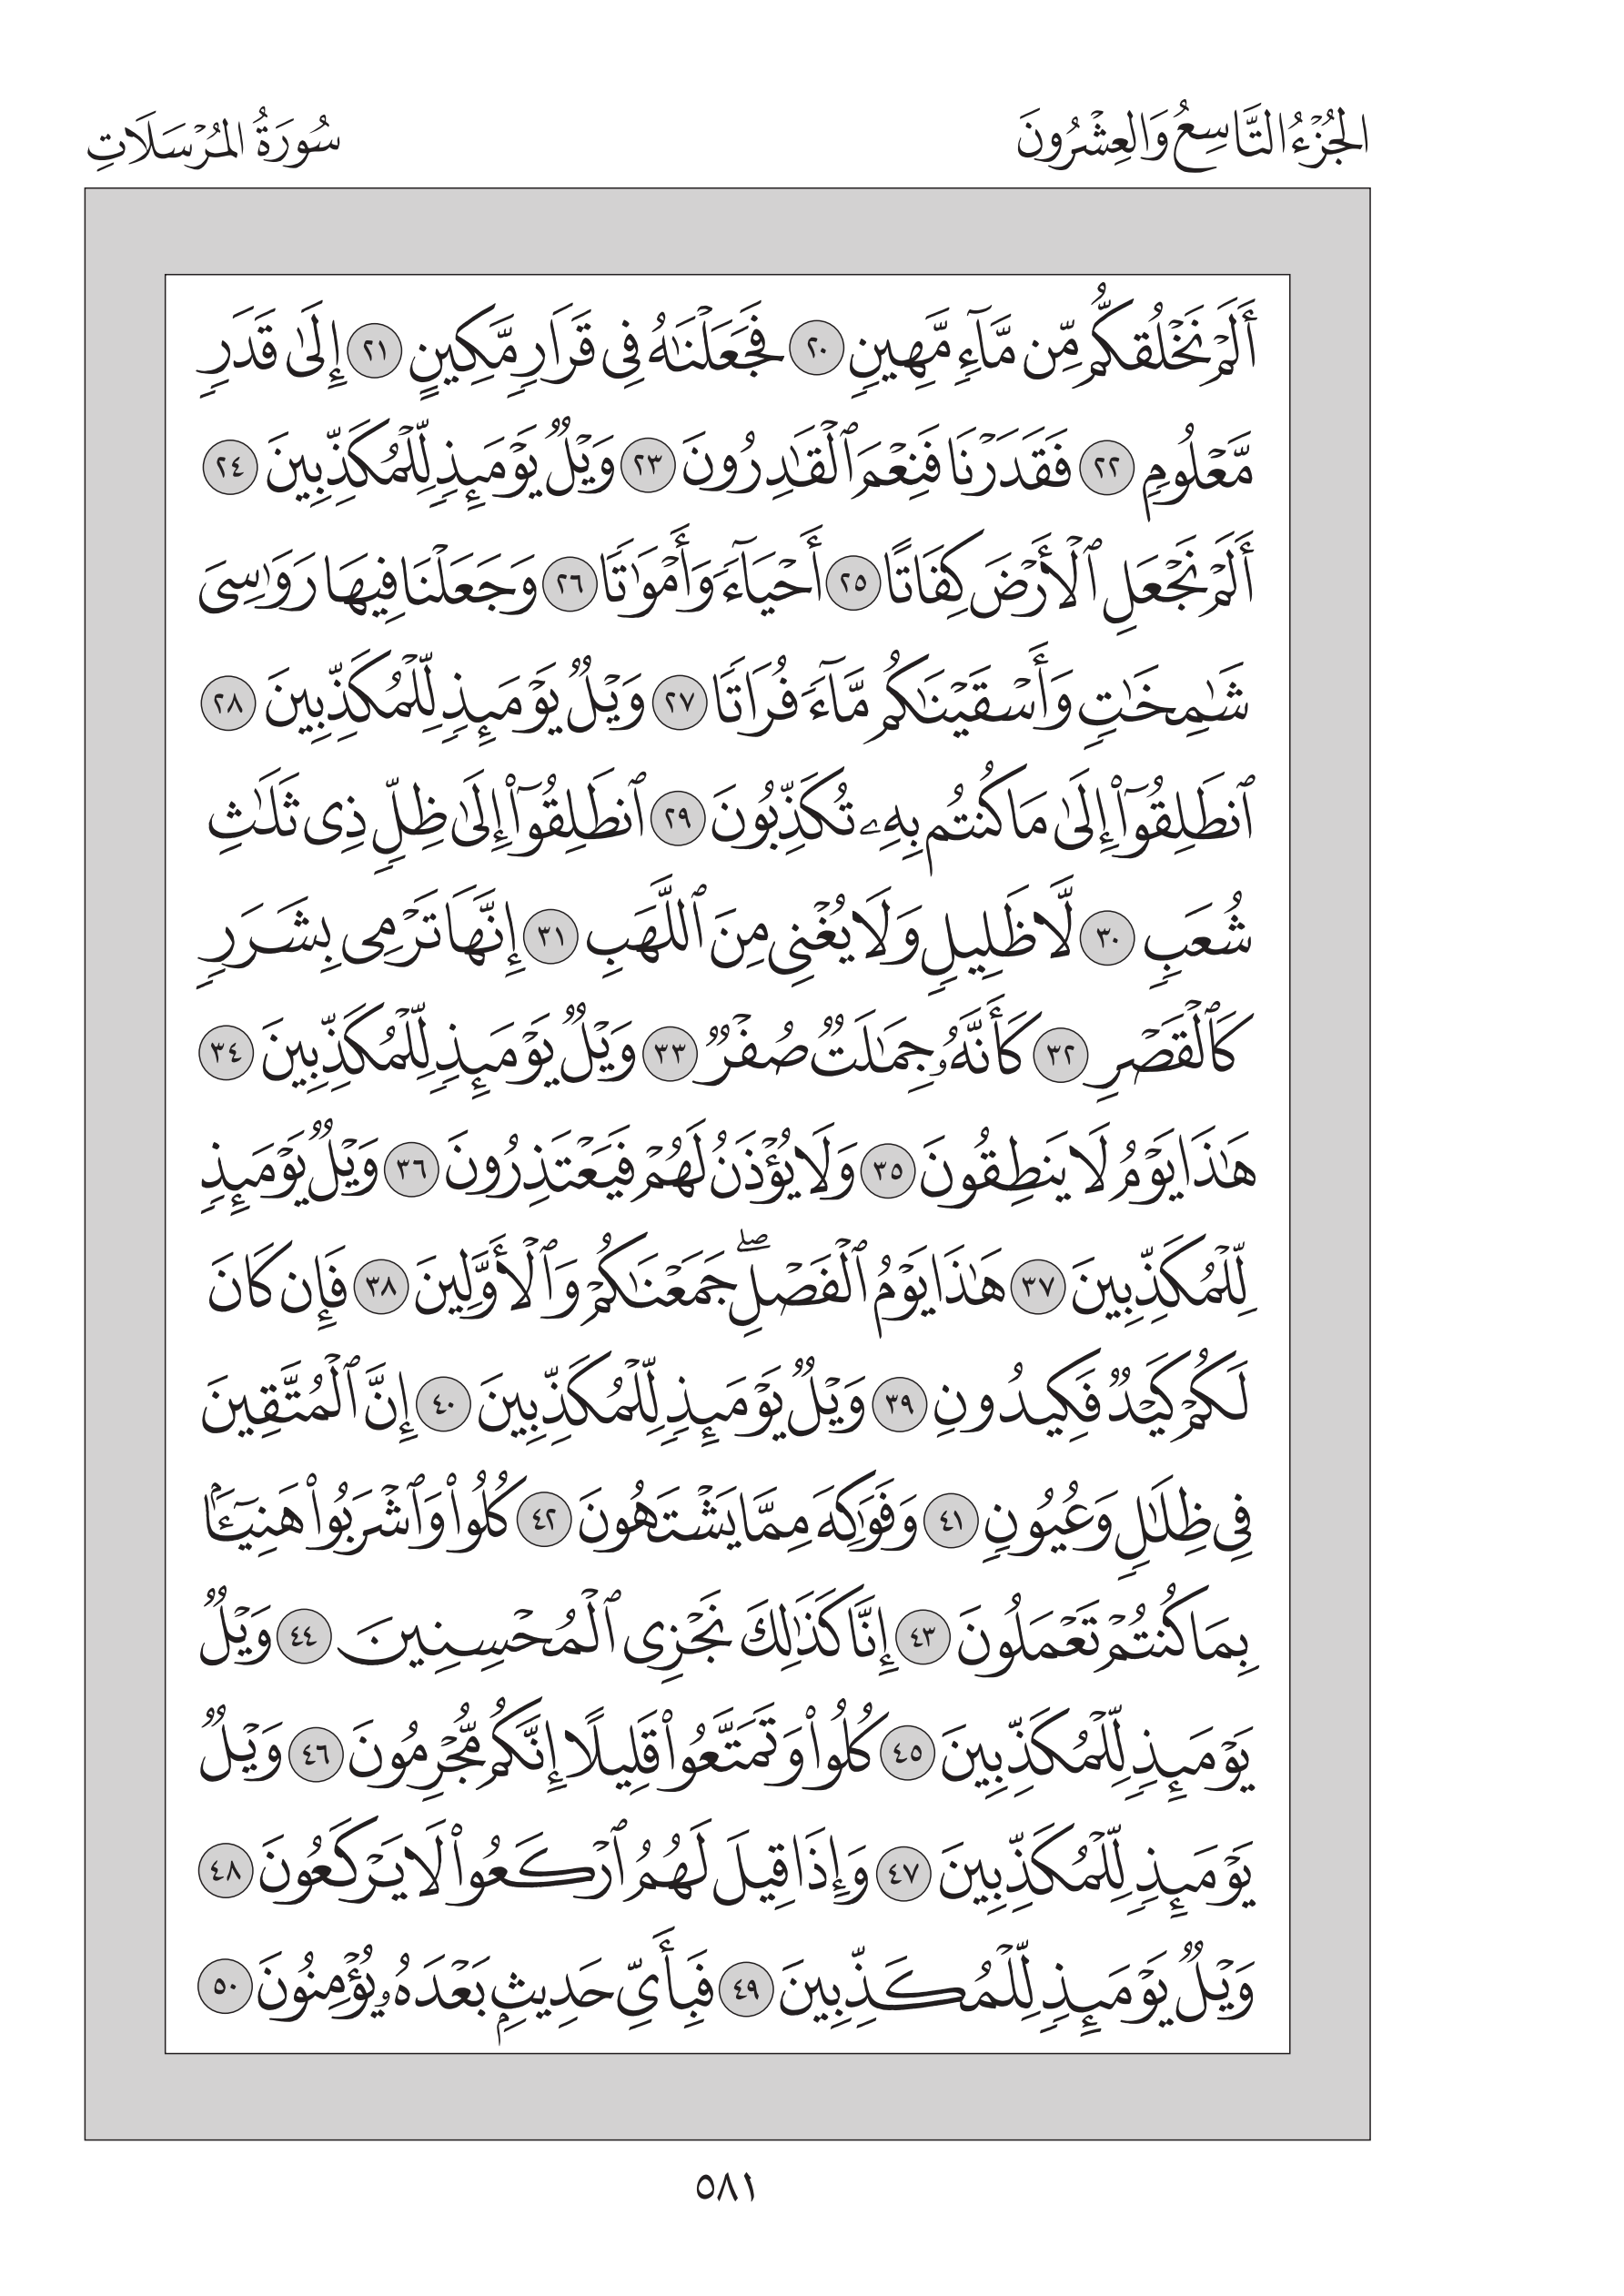 الجُزْءُ التَّاسِعُ وَالعِشْرُونَ
سُورَةُ المُرْسَلَاتِ
أَلَمْ نَخْلُقكُّم مِّن مَّآءٍ مَّهِينٍ ٢٠ فَجَعَلْنَٰهُ فِى قَرَارٍ مَّكِينٍ ٢١ إِلَىٰ قَدَرٍ
مَّعْلُومٍ ٢٢ فَقَدَرْنَا فَنِعْمَ ٱلْقَٰدِرُونَ ٢٣ وَيْلٌ يَوْمَئِذٍ لِّلْمُكَذِّبِينَ ٢٤
أَلَمْ نَجْعَلِ ٱلْأَرْضَ كِفَاتًا ٢٥ أَحْيَآءً وَأَمْوَٰتًا ٢٦ وَجَعَلْنَا فِيهَا رَوَٰسِىَ
شَٰمِخَٰتٍ وَأَسْقَيْنَٰكُم مَّآءً فُرَاتًا ٢٧ وَيْلٌ يَوْمَئِذٍ لِّلْمُكَذِّبِينَ ٢٨
ٱنطَلِقُوٓا۟ إِلَىٰ مَا كُنتُم بِهِۦ تُكَذِّبُونَ ٢٩ ٱنطَلِقُوٓا۟ إِلَىٰ ظِلٍّ ذِى ثَلَٰثِ
شُعَبٍ ٣٠ لَّا ظَلِيلٍ وَلَا يُغْنِى مِنَ ٱللَّهَبِ ٣١ إِنَّهَا تَرْمِى بِشَرَرٍ
كَٱلْقَصْرِ ٣٢ كَأَنَّهُۥ جِمَٰلَتٌ صُفْرٌ ٣٣ وَيْلٌ يَوْمَئِذٍ لِّلْمُكَذِّبِينَ ٣٤
هَٰذَا يَوْمُ لَا يَنطِقُونَ ٣٥ وَلَا يُؤْذَنُ لَهُمْ فَيَعْتَذِرُونَ ٣٦ وَيْلٌ يَوْمَئِذٍ
لِّلْمُكَذِّبِينَ ٣٧ هَٰذَا يَوْمُ ٱلْفَصْلِ ۖ جَمَعْنَٰكُمْ وَٱلْأَوَّلِينَ ٣٨ فَإِن كَانَ
لَكُمْ كَيْدٌ فَكِيدُونِ ٣٩ وَيْلٌ يَوْمَئِذٍ لِّلْمُكَذِّبِينَ ٤٠ إِنَّ ٱلْمُتَّقِينَ
فِى ظِلَٰلٍ وَعُيُونٍ ٤١ وَفَوَٰكِهَ مِمَّا يَشْتَهُونَ ٤٢ كُلُوا۟ وَٱشْرَبُوا۟ هَنِيٓـًٔۢا
بِمَا كُنتُمْ تَعْمَلُونَ ٤٣ إِنَّا كَذَٰلِكَ نَجْزِى ٱلْمُحْسِنِينَ ٤٤ وَيْلٌ
يَوْمَئِذٍ لِّلْمُكَذِّبِينَ ٤٥ كُلُوا۟ وَتَمَتَّعُوا۟ قَلِيلًا إِنَّكُم مُّجْرِمُونَ ٤٦ وَيْلٌ
يَوْمَئِذٍ لِّلْمُكَذِّبِينَ ٤٧ وَإِذَا قِيلَ لَهُمُ ٱرْكَعُوا۟ لَا يَرْكَعُونَ ٤٨
وَيْلٌ يَوْمَئِذٍ لِّلْمُكَذِّبِينَ ٤٩ فَبِأَىِّ حَدِيثٍۭ بَعْدَهُۥ يُؤْمِنُونَ ٥٠
٥٨١